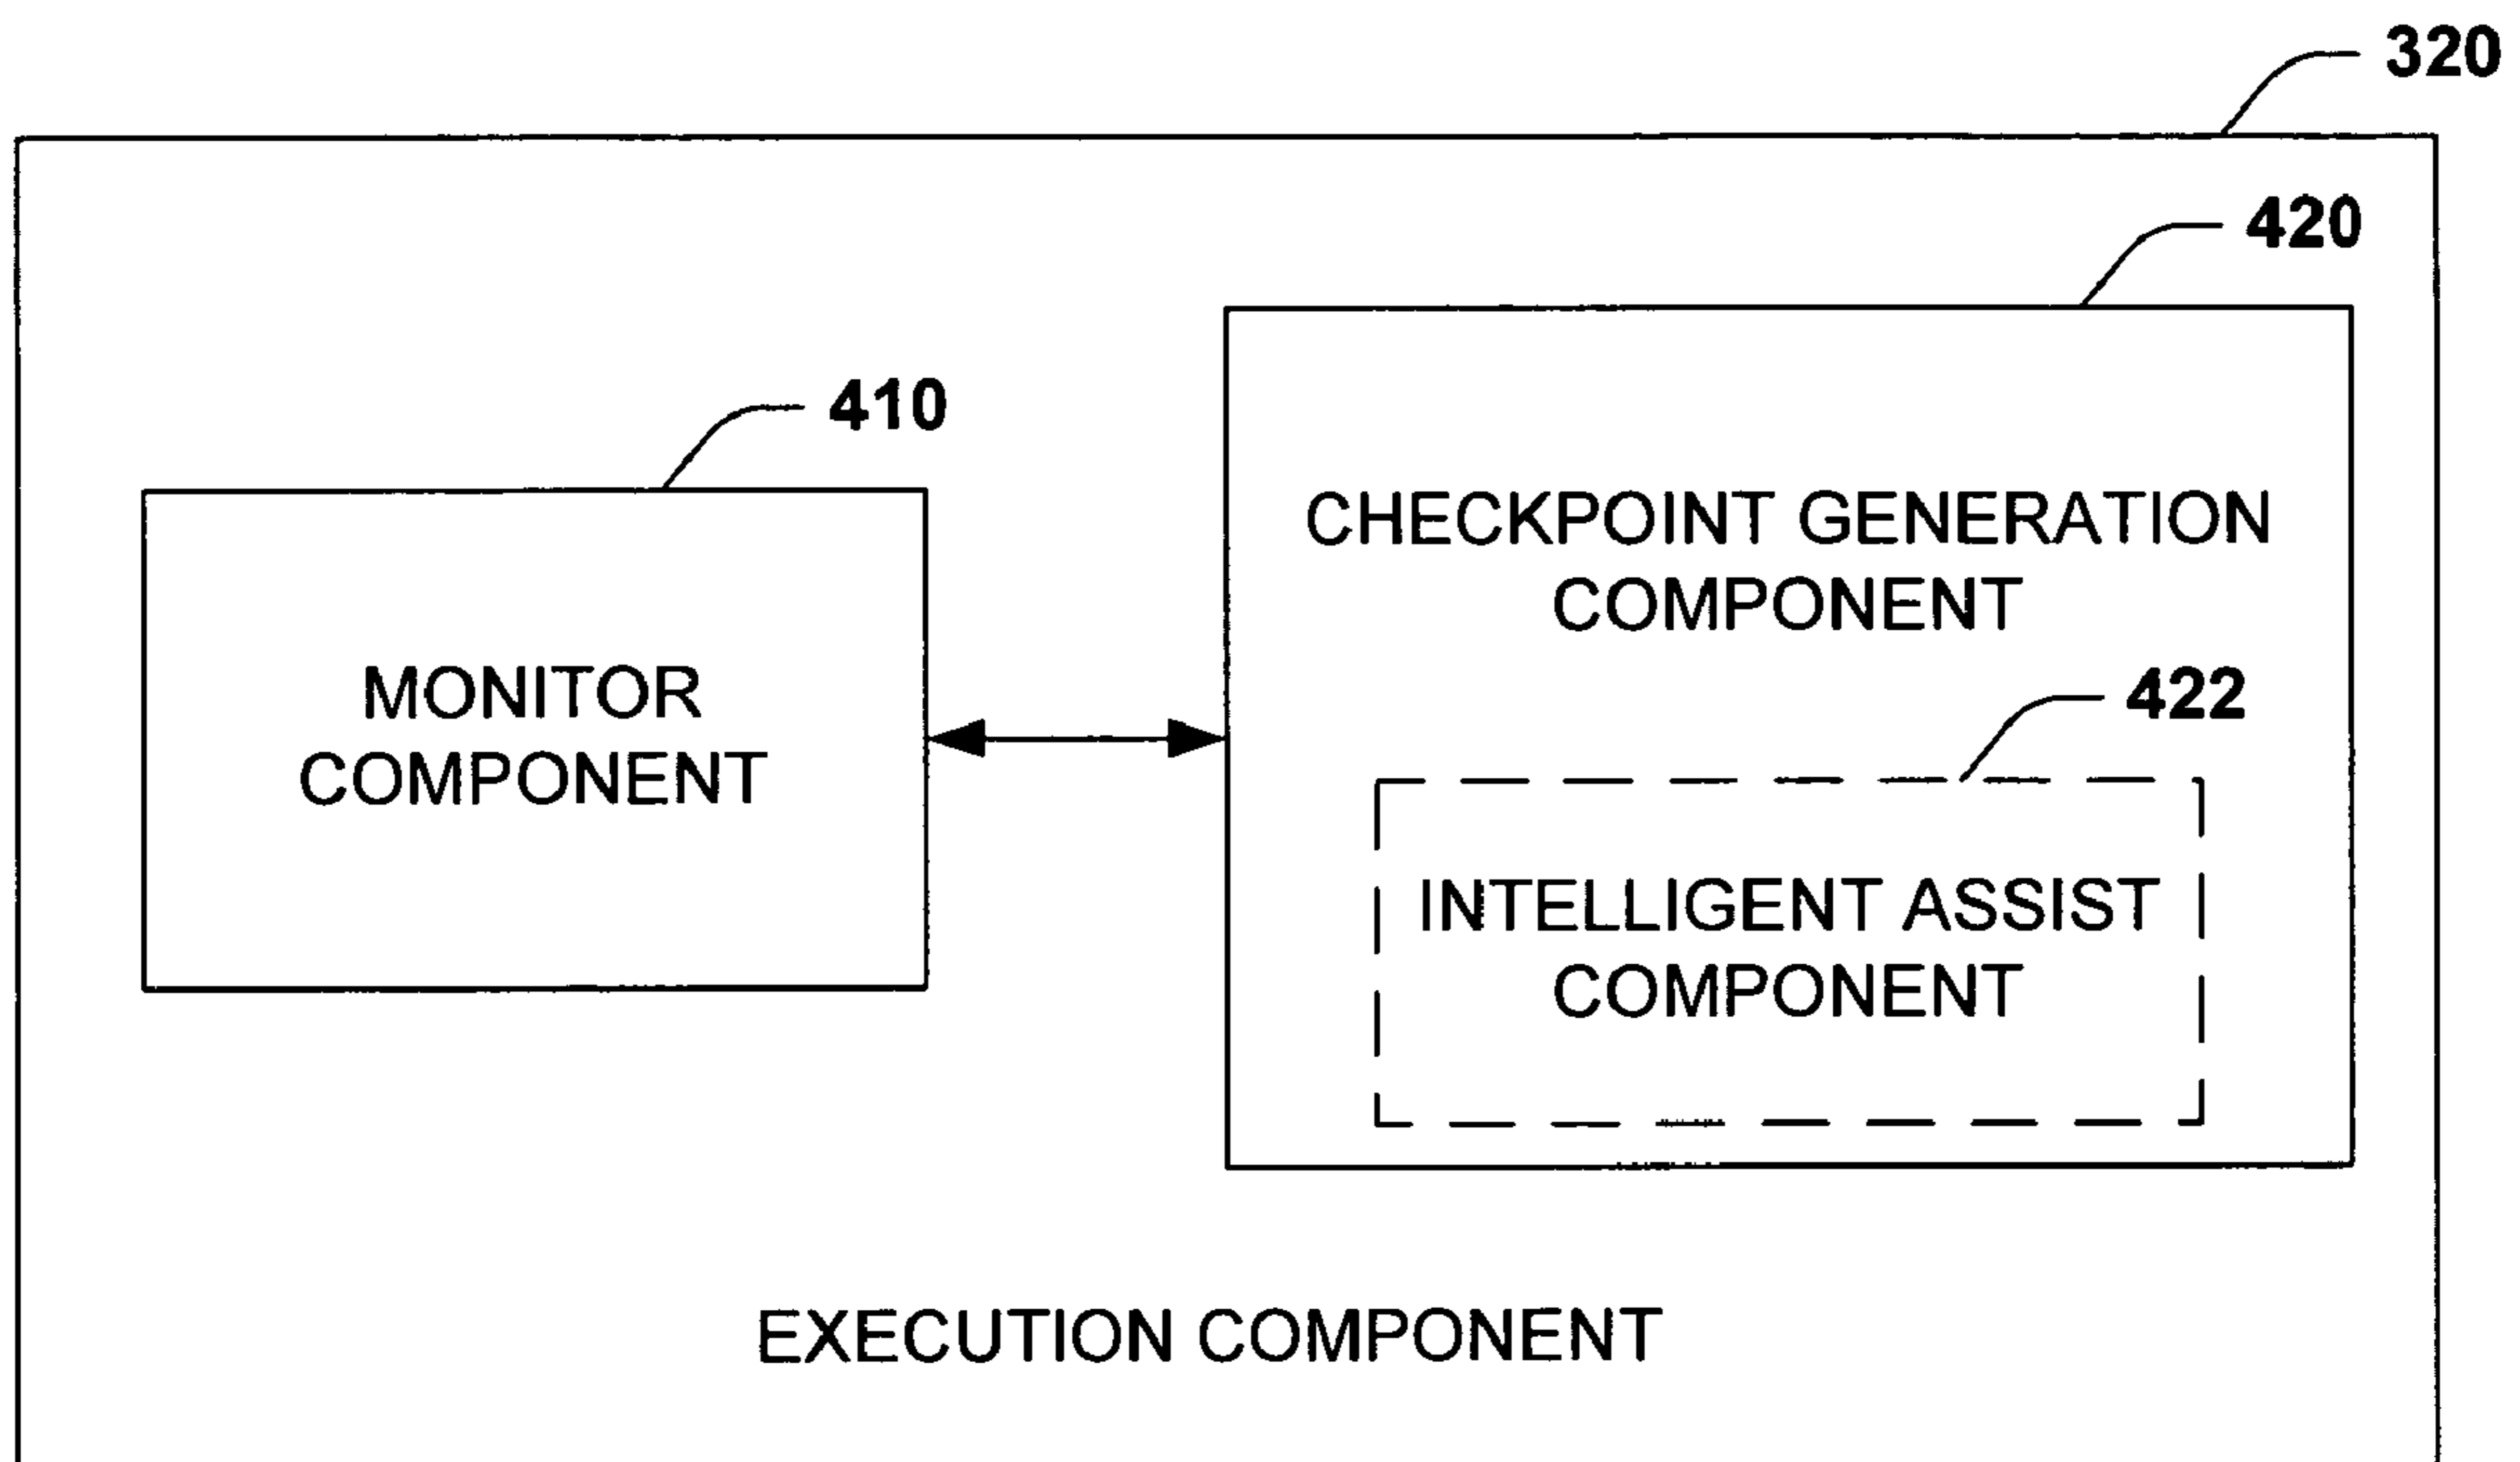 320
420
410
CHECKPOINT GENERATION
COMPONENT
MONITOR
COMPONENT
422
INTELLIGENT ASSIST
COMPONENT
EXECUTION COMPONENT